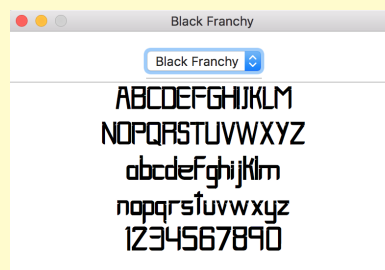 Black Franchy
Black Franchy
ABCDEFGHIJKLM
NOPQRSTUVWXYZ
abcdefghijklm
nopqrstuvwxyz
1234567890